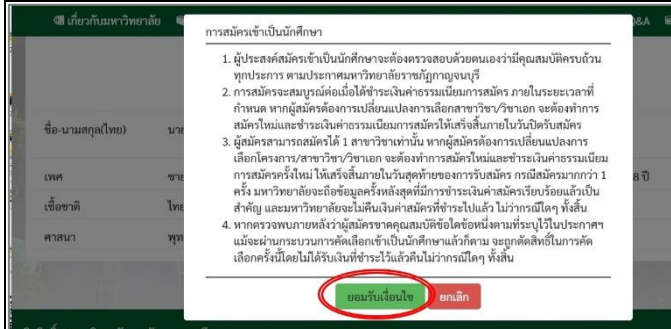 เกี่ยวกับมหาวิทยาลัย
Q&A
การสมัครเข้าเป็นนักศึกษา
1. ผู้ประสงค์สมัครเข้าเป็นนักศึกษาจะต้องตรวจสอบด้วยตนเองว่ามีคุณสมบัติครบถ้วน
ทุกประการ ตามประกาศมหาวิทยาลัยราชภัฏกาญจนบุรี
2. การสมัครจะสมบูรณ์ต่อเมื่อได้ชำระเงินค่าธรรมเนียมการสมัคร ภายในระยะเวลาที่
กำหนด หากผู้สมัครต้องการเปลี่ยนแปลงการเลือกสาขาวิชา/วิชาเอก จะต้องทำการ
สมัครใหม่และชำระเงินค่าธรรมเนียมการสมัครให้เสร็จสิ้นภายในวันปิดรับสมัคร
3. ผู้สมัครสามารถสมัครได้ 1 สาขาวิชาเท่านั้น หากผู้สมัครต้องการเปลี่ยนแปลงการ
เลือกโครงการ/สาขาวิชา/วิชาเอก จะต้องทำการสมัครใหม่และชำระเงินค่าธรรมเนียม
การสมัครครั้งใหม่ ให้เสร็จสิ้นภายในวันสุดท้ายของการรับสมัคร กรณีสมัครมากกว่า 1
ครั้ง มหาวิทยาลัยจะถือข้อมูลครั้งหลังสุดที่มีการชำระเงินค่าสมัครเรียบร้อยแล้วเป็น
สำคัญ และมหาวิทยาลัยจะไม่คืนเงินค่าสมัครที่ชำระไปแล้ว ไม่ว่ากรณีใดๆ ทั้งสิ้น
4. หากตรวจพบภายหลังว่าผู้สมัครขาดคุณสมบัติข้อใดข้อหนึ่งตามที่ระบุไว้ในประกาศฯ
แม้จะผ่านกระบวนการคัดเลือกเข้าเป็นนักศึกษาแล้วก็ตาม จะถูกตัดสิทธิ์ในการคัด
เลือกครั้งนี้โดยไม่ได้รับเงินที่ชำระไว้แล้วคืนไม่ว่ากรณีใดๆ ทั้งสิ้น
ชื่อ-นามสกุล(ไทย) นาย
เพศ ชาย 8 ปี
เชื้อชาติ ไทย
ศาสนา พุท
ยอมรับเงื่อนไข ยกเลิก